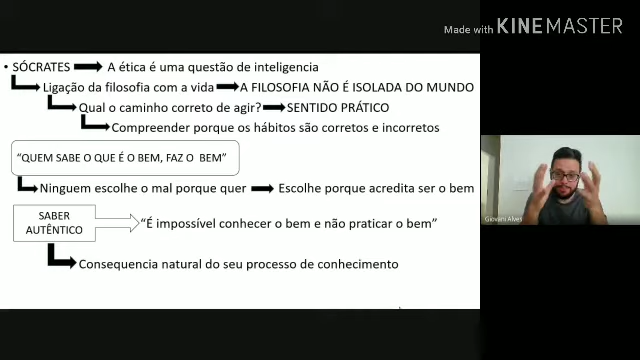 Made with KINEMASTER
• SÓCRATES A ética é uma questão de inteligencia
Ligação da filosofia com a vida A FILOSOFIA NÃO É ISOLADA DO MUNDO
Qual o caminho correto de agir? SENTIDO PRÁTICO
Compreender porque os hábitos são corretos e incorretos
“QUEM SABE O QUE É O BEM, FAZ O BEM”
Ninguem escolhe o mal porque quer Escolhe porque acredita ser o bem
SABER
AUTÊNTICO
“É impossível conhecer o bem e não praticar o bem”
Consequencia natural do seu processo de conhecimento
Giovani Alves